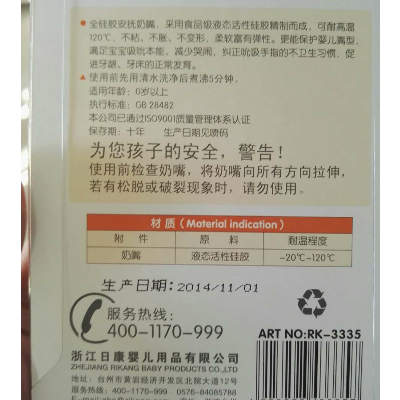 全硅胶安抚奶嘴，采用食品级液态活性硅胶精制而成，可耐高温
120℃，不粘、不胀、不变形、柔软富有弹性。更能保护婴儿嘴型，
满足宝宝吸吮本能，减少哭闹、纠正吮吸手指的不卫生习惯、
促进牙龈、牙床的正常发育。
使用前先用清水洗净后煮沸5分钟。
适用年龄：0岁以上
执行标准：GB 28482
本公司已通过ISO9001质量管理体系认证
保存期：十年 生产日期见喷码
为您孩子的安全，警告！
使用前检查奶嘴，将奶嘴向所有方向拉伸，
若有松脱或破裂现象时，请勿使用。
材 质（Material indication）
附 件 原 料 耐温程度
奶嘴 液态活性硅胶 -20℃~120℃
生产日期：2014/11/01
服务热线：
400-1170-999
ART NO:RK-3335
浙江日康婴儿用品有限公司
ZHEJIANG RIKANG BABY PRODUCTS CO.,LTD
地址：台州市黄岩经济开发区北院大道12号
服务热线：400-1170-999 0576-84085788